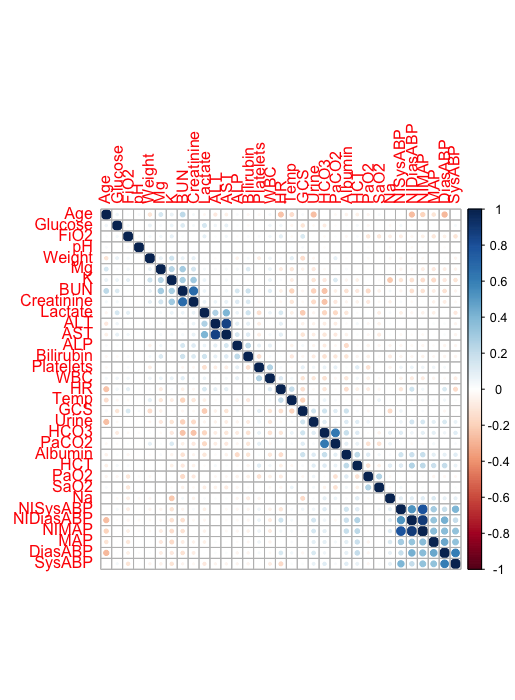 Age
Glucose
FiO2
pH
Weight
Mg
K
BUN
Creatinine
Lactate
ALT
AST
ALP
Bilirubin
Platelets
WBC
HR
Temp
GCS
Urine
HCO3
PaCO2
Albumin
HCT
PaO2
SaO2
Na
NISysABP
NIDiasABP
NIMAP
MAP
DiasABP
SysABP
1
0.8
0.6
0.4
0.2
0
-0.2
-0.4
-0.6
-0.8
-1
Age
Glucose
FiO2
pH
Weight
Mg
K
BUN
Creatinine
Lactate
ALT
AST
ALP
Bilirubin
Platelets
WBC
HR
Temp
GCS
Urine
HCO3
PaCO2
Albumin
HCT
PaO2
SaO2
Na
NISysABP
NIDiasABP
NIMAP
MAP
DiasABP
SysABP